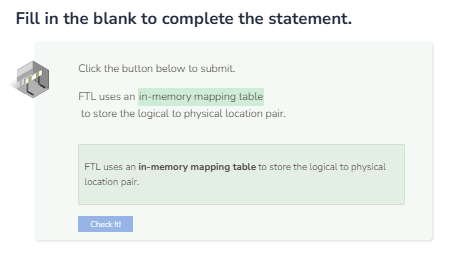 Fill in the blank to complete the statement.
Click the button below to submit.
FTL uses an in-memory mapping table
to store the logical to physical location pair.
FTL uses an in-memory mapping table to store the logical to physical
location pair.
Check It!